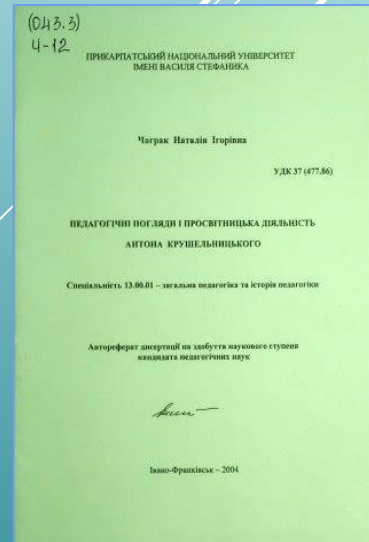 (043.3)
Ч-12
ПРИКАРПАТСЬКИЙ НАЦІОНАЛЬНИЙ УНІВЕРСИТЕТ
ІМЕНІ ВАСИЛЯ СТЕФАНИКА
Чаграк Наталія Ігорівна
УДК 37 (477.86)
ПЕДАГОГІЧНІ ПОГЛЯДИ І ПРОСВІТНИЦЬКА ДІЯЛЬНІСТЬ
АНТОНА КРУШЕЛЬНИЦЬКОГО
Спеціальність 13.00.01 – загальна педагогіка та історія педагогіки
Автореферат дисертації на здобуття наукового ступеня
кандидата педагогічних наук
Івано-Франківськ – 2004